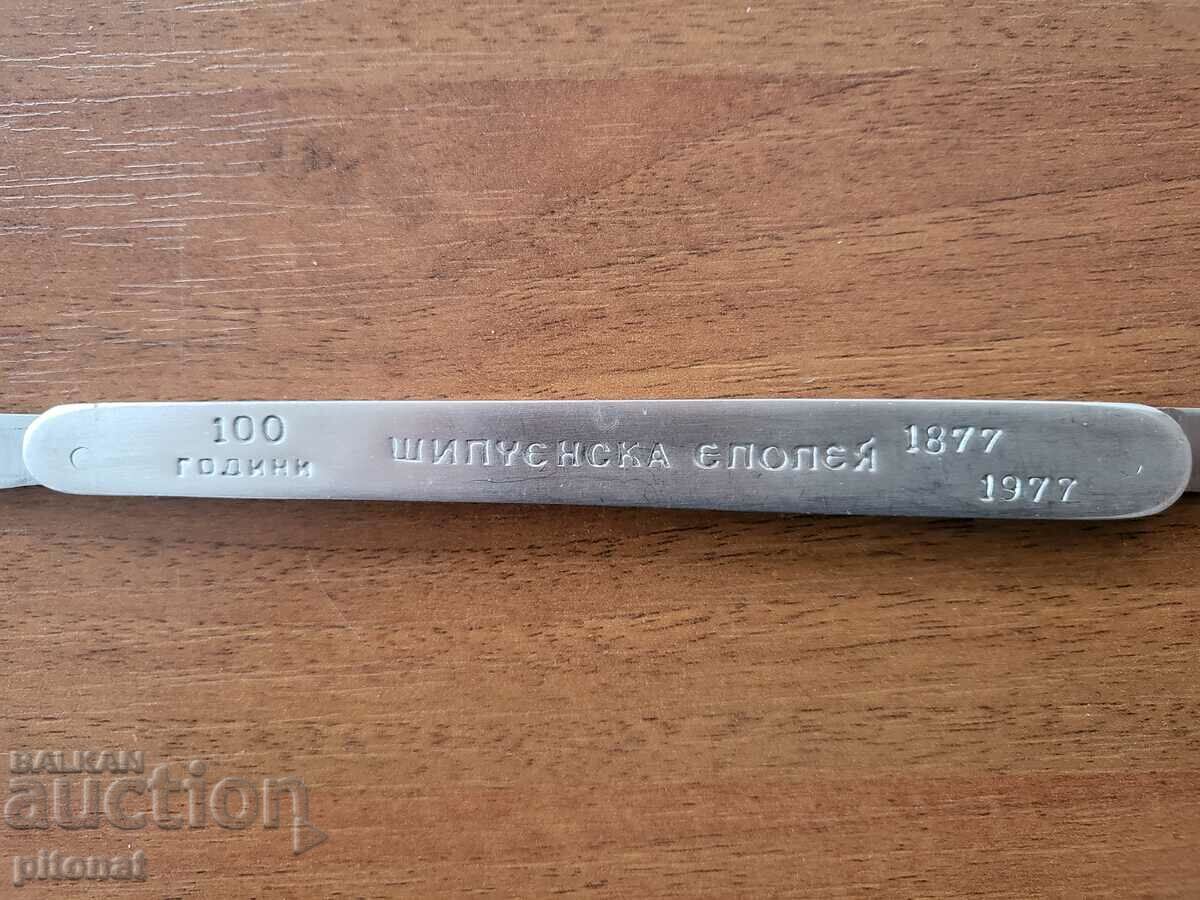 100
ГОДИНИ
ШИПЧЕНСКА ЕПОПЕЯ
1877
1977
BALKAN
auction
pitonat